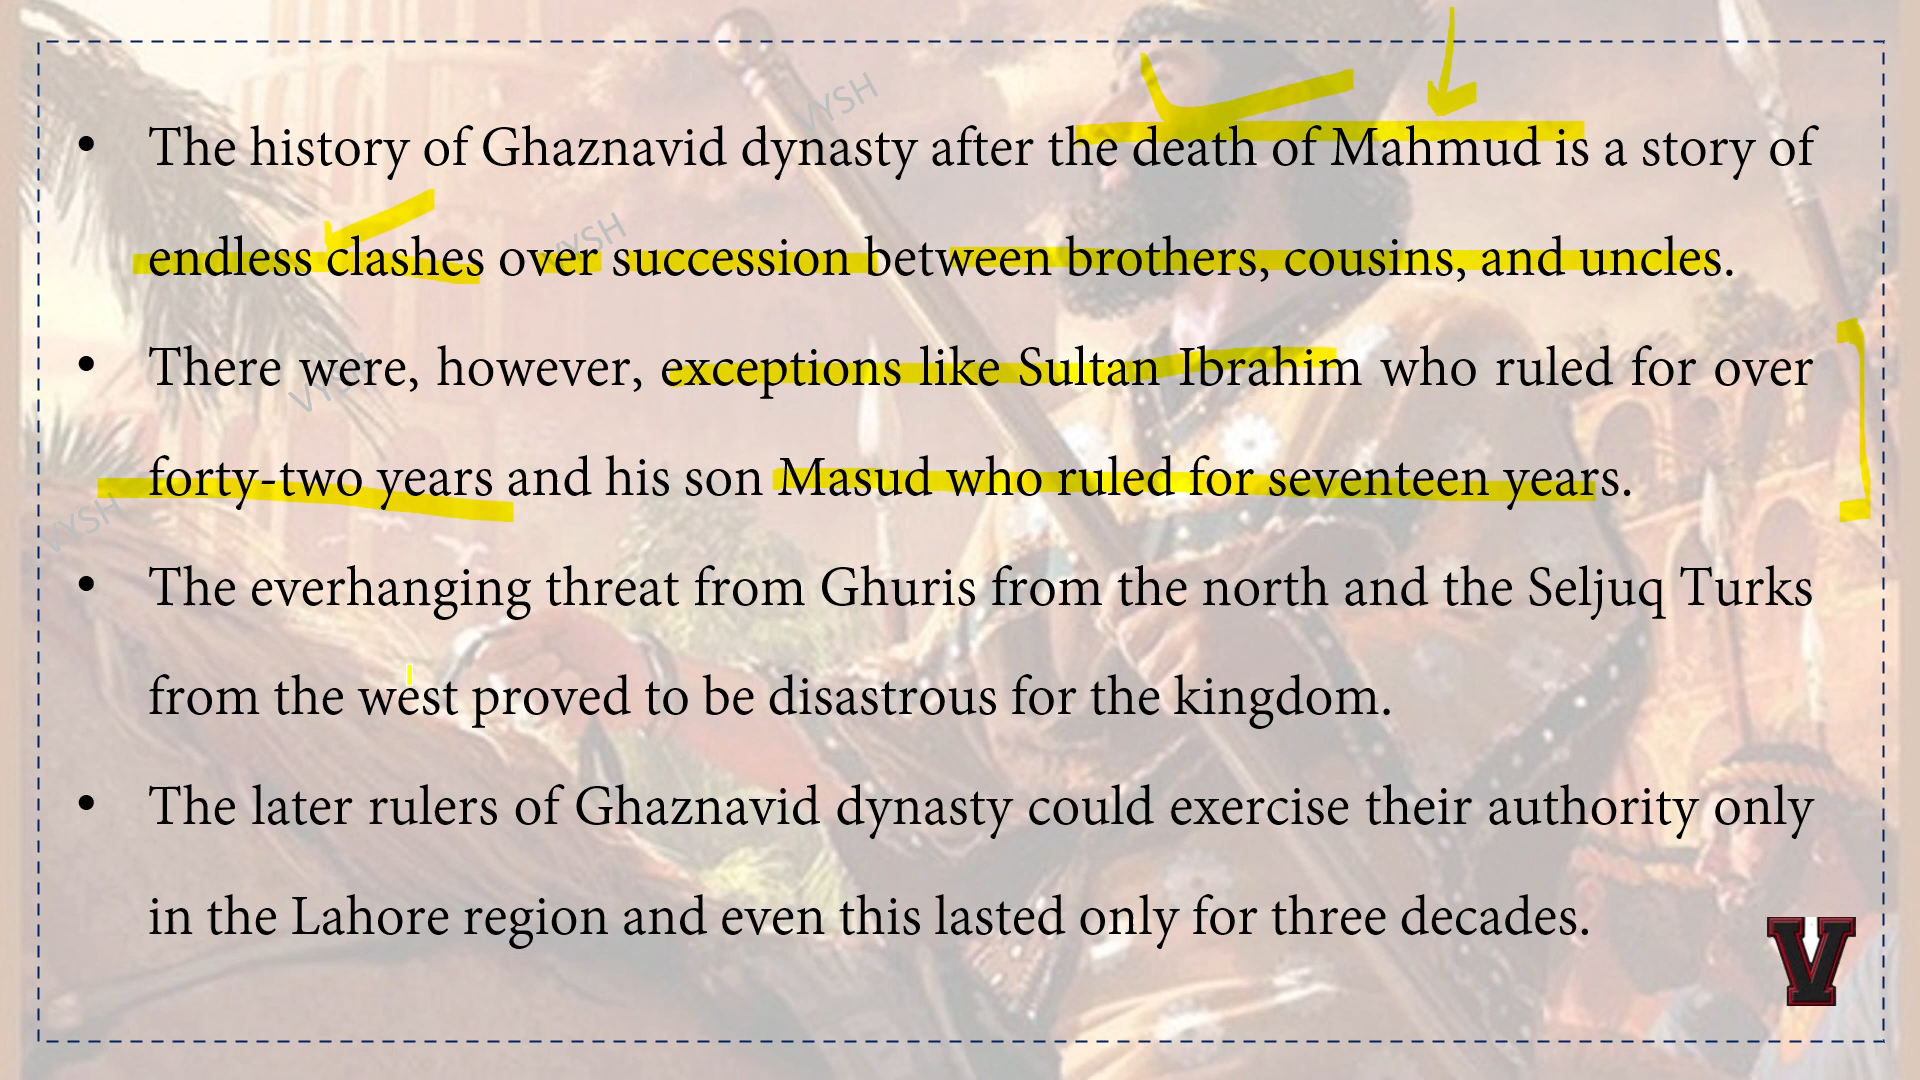 VYSH
• The history of Ghaznavid dynasty after the death of Mahmud is a story of
endless clashes over succession between brothers, cousins, and uncles.
VYSH
• There were, however, exceptions like Sultan Ibrahim who ruled for over
forty-two years and his son Masud who ruled for seventeen years.
VYSH
• The everhanging threat from Ghuris from the north and the Seljuq Turks
from the west proved to be disastrous for the kingdom.
• The later rulers of Ghaznavid dynasty could exercise their authority only
in the Lahore region and even this lasted only for three decades.
V